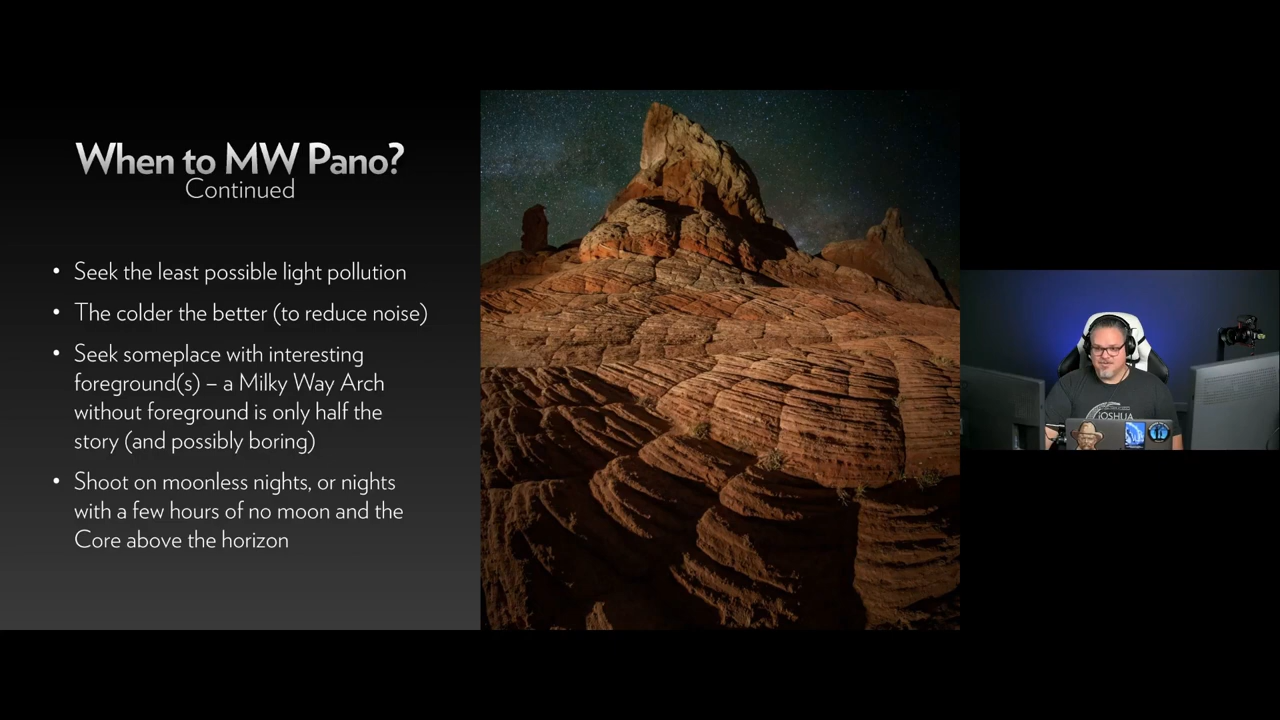 When to MW Pano?
Continued
• Seek the least possible light pollution
• The colder the better (to reduce noise)
• Seek someplace with interesting
foreground(s) – a Milky Way Arch
without foreground is only half the
story (and possibly boring)
• Shoot on moonless nights, or nights
with a few hours of no moon and the
Core above the horizon
JOSHUA